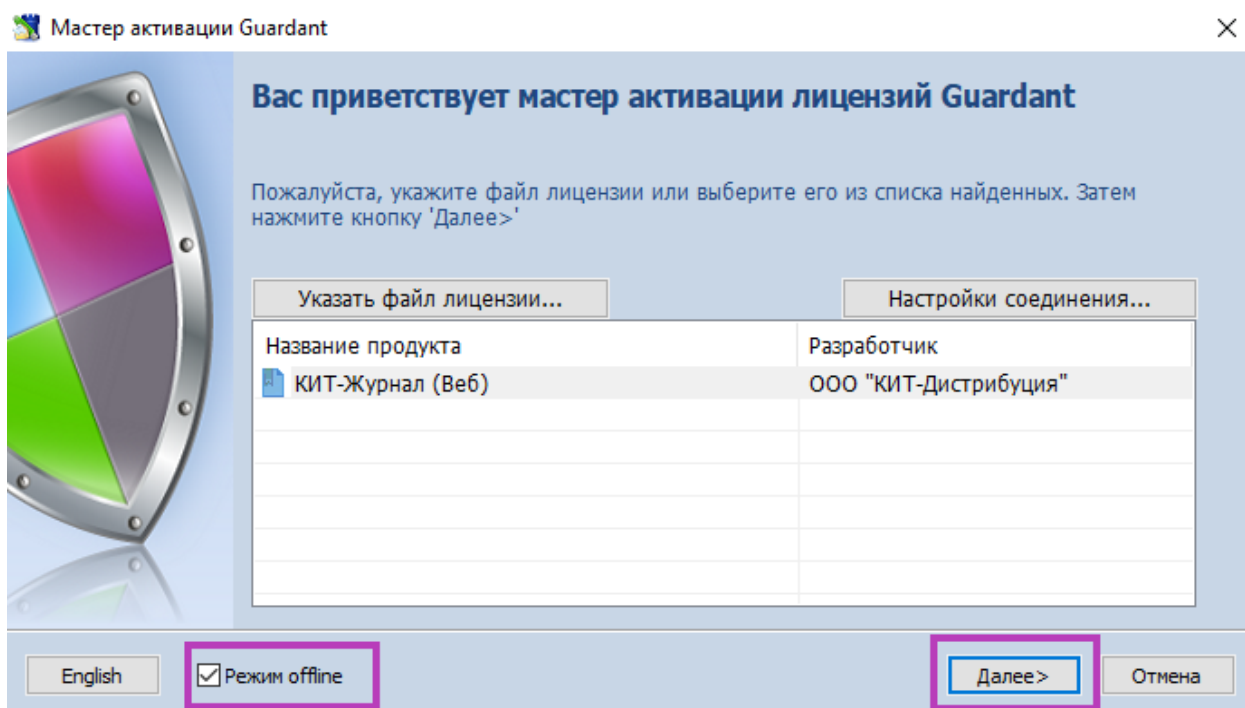 Мастер активации Guardant
Вас приветствует мастер активации лицензий Guardant
Пожалуйста, укажите файл лицензии или выберите его из списка найденных. Затем
нажмите кнопку 'Далее>'
Указать файл лицензии...
Настройки соединения...
Название продукта
Разработчик
КИТ-Журнал (Веб)
ООО "КИТ-Дистрибуция"
English
Режим offline
Далее>
Отмена